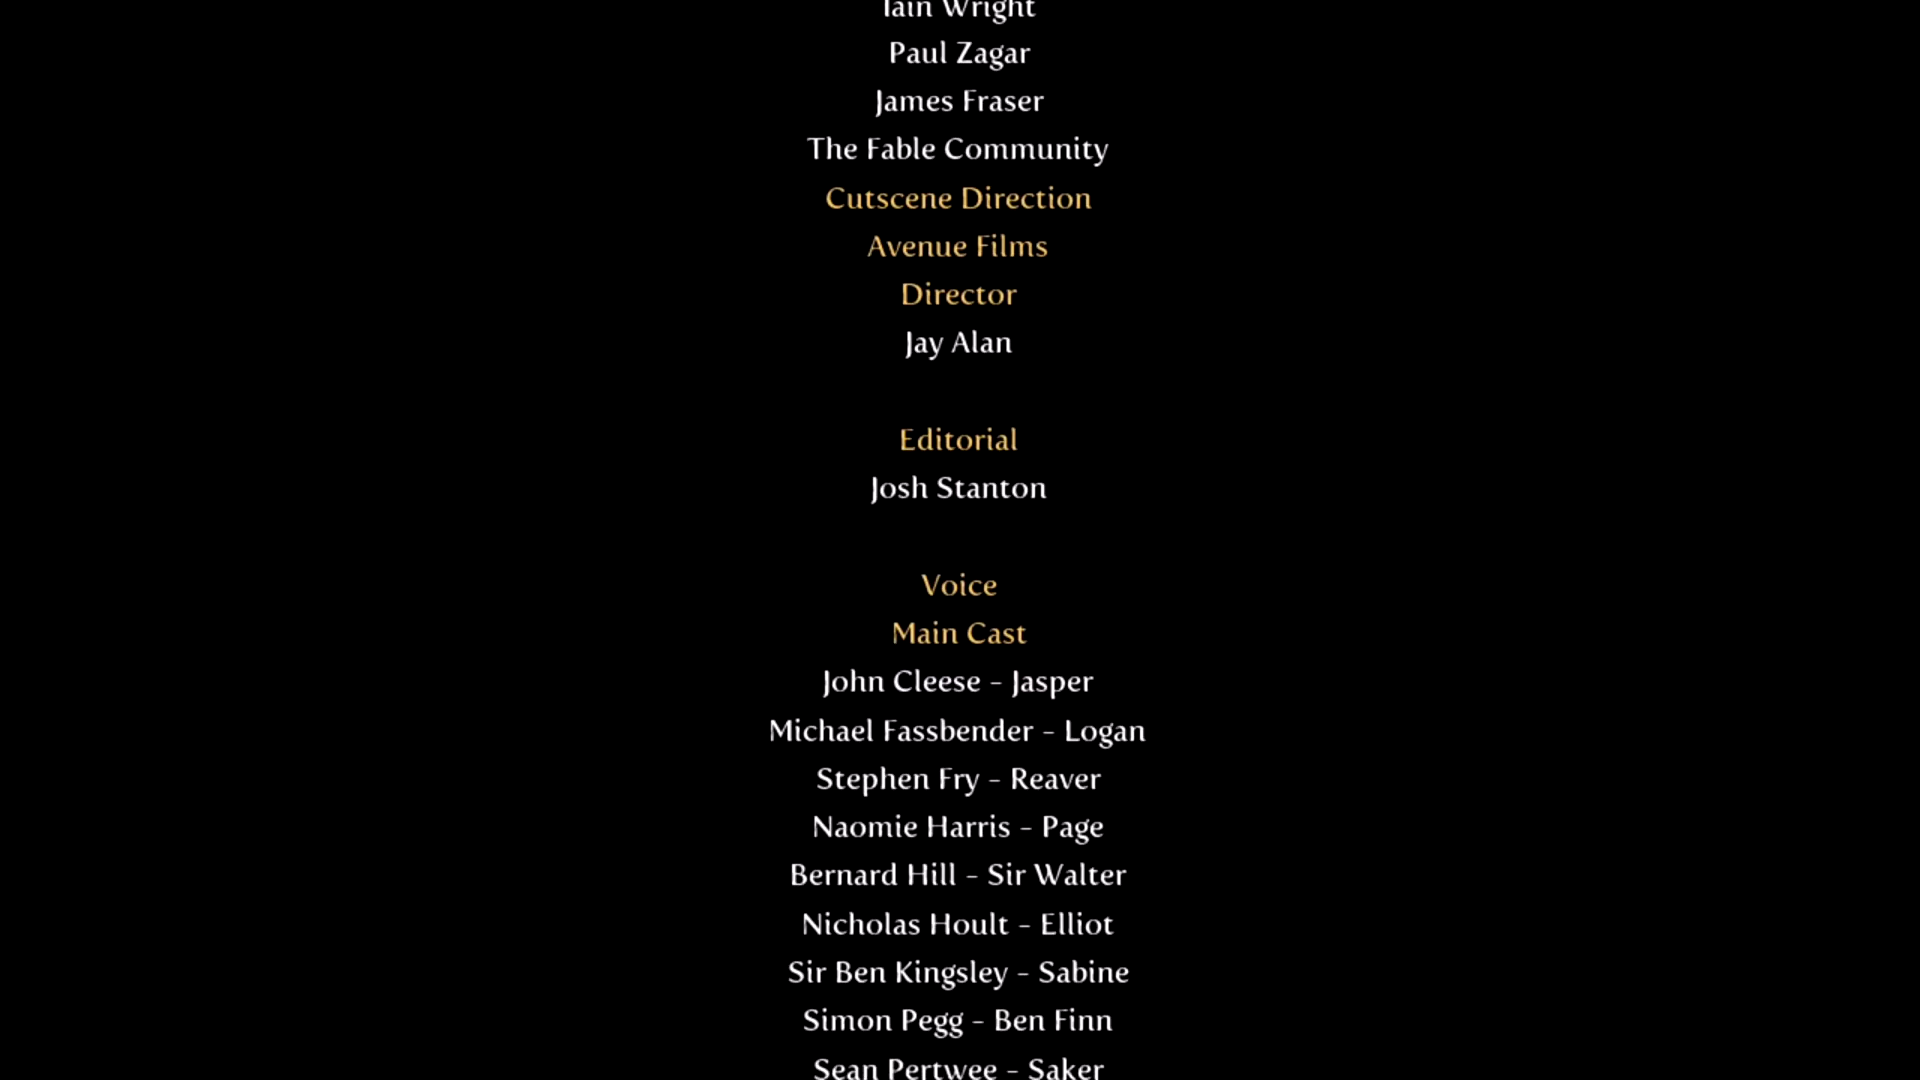 Iain Wright
Paul Zagar
James Fraser
The Fable Community
Cutscene Direction
Avenue Films
Director
Jay Alan
Editorial
Josh Stanton
Voice
Main Cast
John Cleese - Jasper
Michael Fassbender - Logan
Stephen Fry - Reaver
Naomie Harris - Page
Bernard Hill - Sir Walter
Nicholas Hoult - Elliot
Sir Ben Kingsley - Sabine
Simon Pegg - Ben Finn
Sean Pertwee - Saker